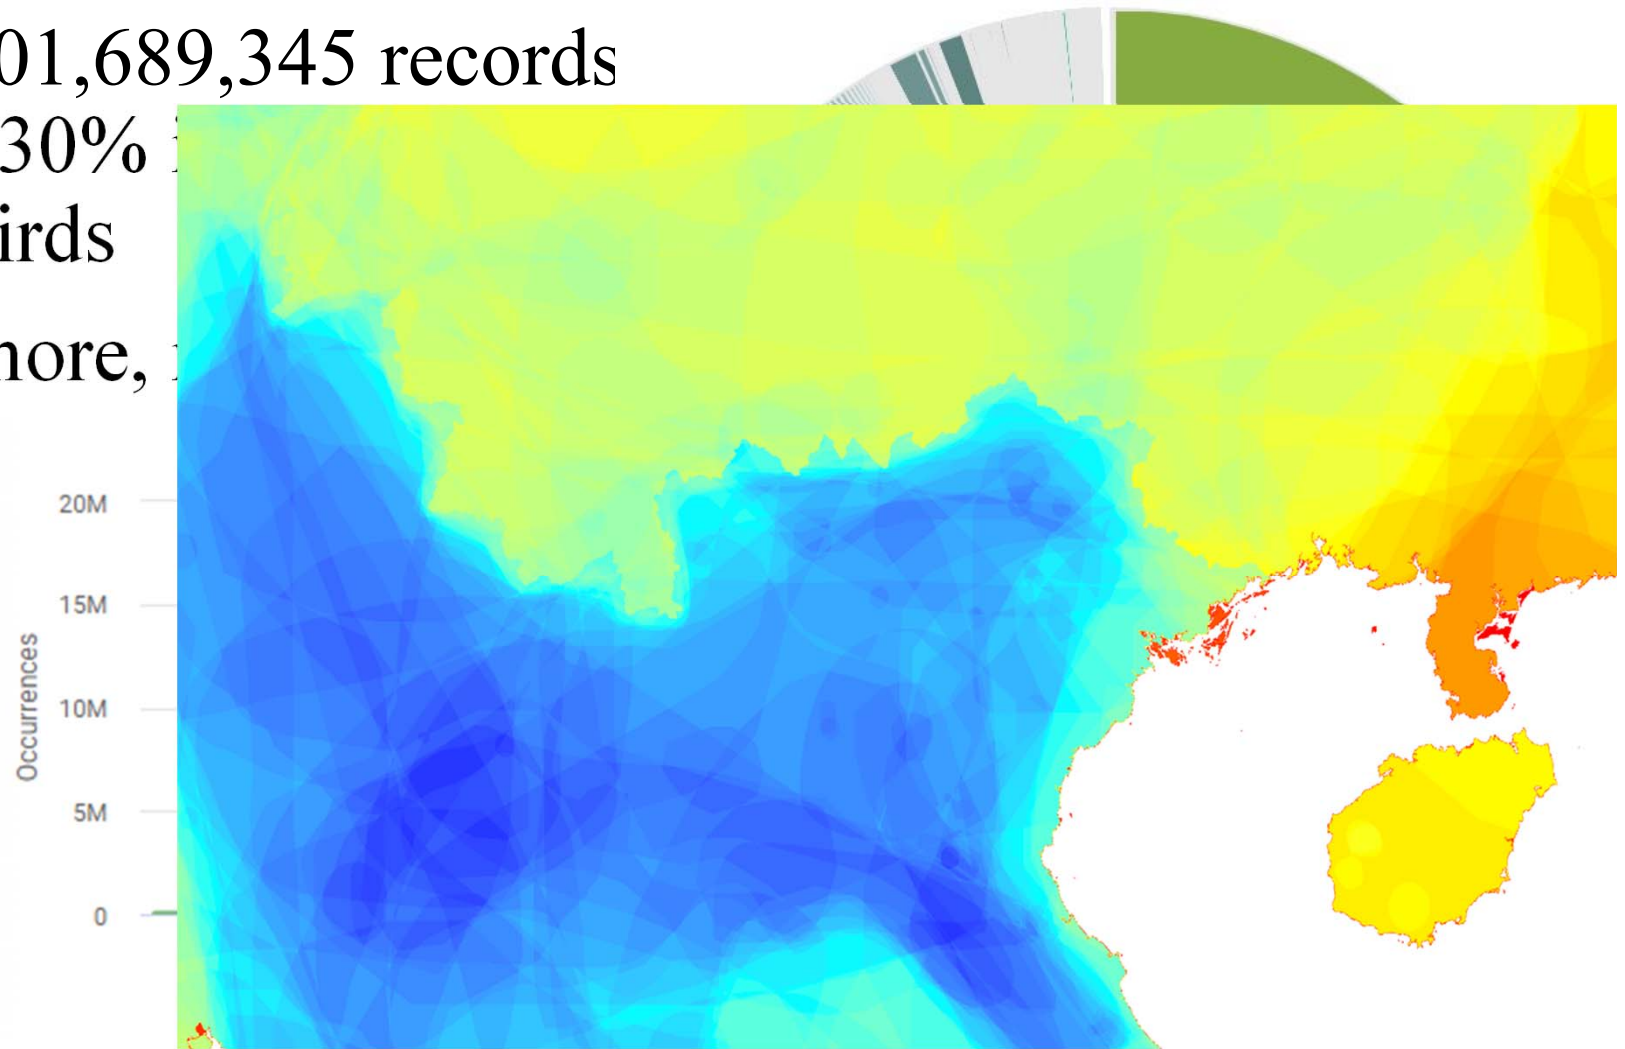 01,689,345 records
30%
irds
nore,
20M
15M
10M
5M
0
Occurrences